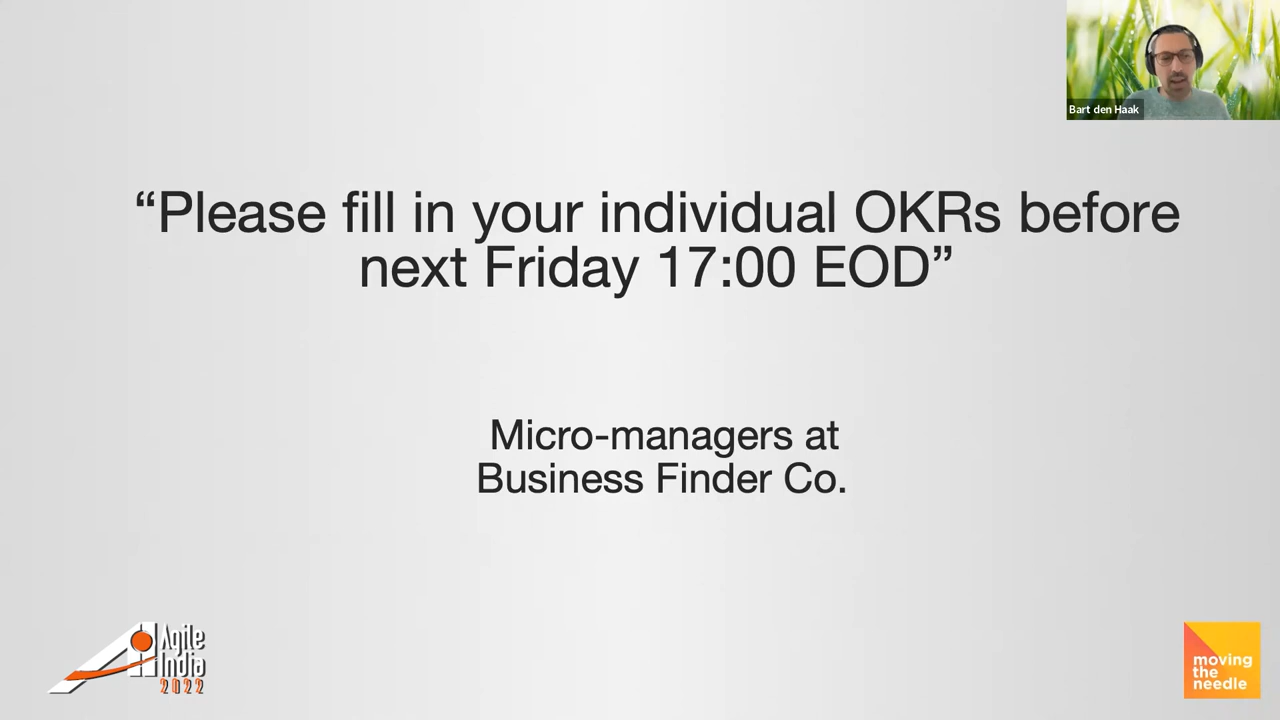 Bart den Haak
“Please fill in your individual OKRs before
next Friday 17:00 EOD”
Micro-managers at
Business Finder Co.
Agile
India
2022
moving
the
needle